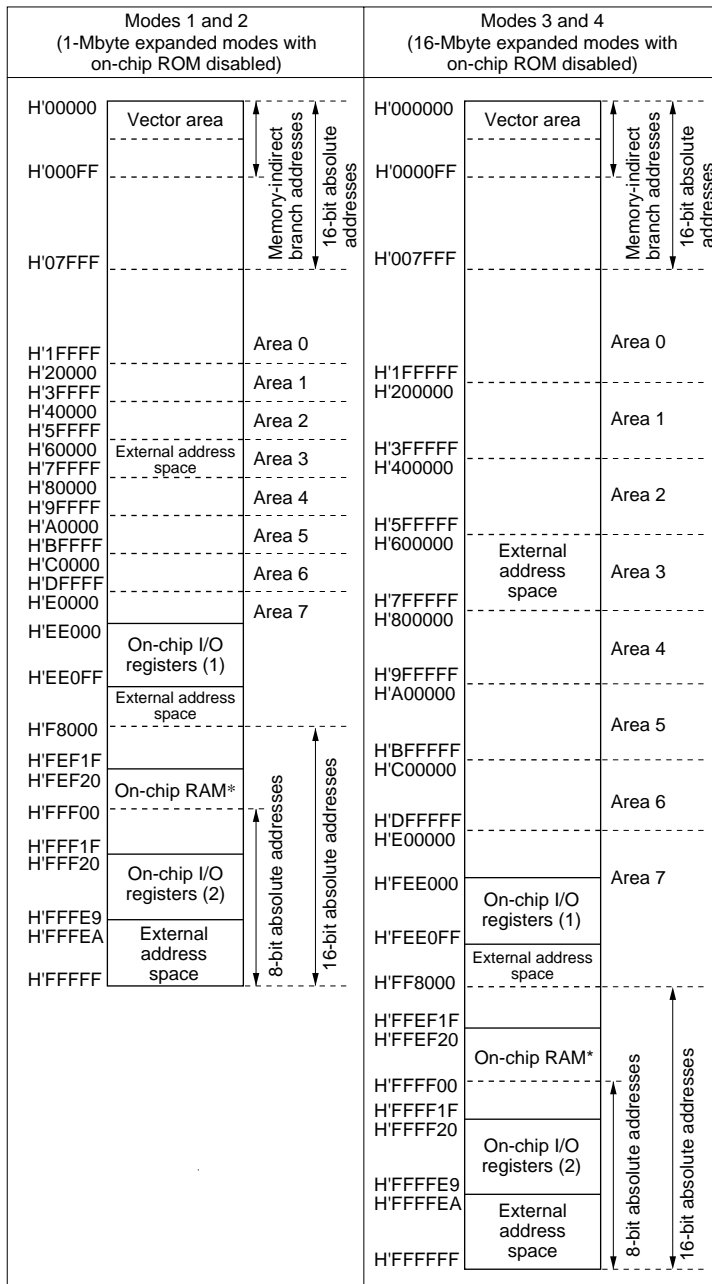 Modes 1 and 2
(1-Mbyte expanded modes with
on-chip ROM disabled)
H'00000
Vector area
H'000FF
Memory-indirect
branch addresses
16-bit absolute
addresses
H'07FFF
H'1FFFF
Area 0
H'20000
H'3FFFF
Area 1
H'40000
H'5FFFF
Area 2
H'60000
H'7FFFF
External address
space
Area 3
H'80000
H'9FFFF
Area 4
H'A0000
H'BFFFF
Area 5
H'C0000
H'DFFFF
Area 6
H'E0000
Area 7
H'EE000
On-chip I/O
registers (1)
H'EE0FF
External address
space
H'F8000
H'FEF1F
H'FEF20
On-chip RAM*
H'FFF00
H'FFF1F
H'FFF20
On-chip I/O
registers (2)
H'FFFE9
H'FFFEA
External
address
space
H'FFFFF
8-bit absolute addresses
16-bit absolute addresses
Modes 3 and 4
(16-Mbyte expanded modes with
on-chip ROM disabled)
H'000000
Vector area
H'0000FF
Memory-indirect
branch addresses
16-bit absolute
addresses
H'007FFF
Area 0
H'1FFFFF
H'200000
Area 1
H'3FFFFF
H'400000
Area 2
H'5FFFFF
H'600000
External
address
space
Area 3
H'7FFFFF
H'800000
Area 4
H'9FFFFF
H'A00000
Area 5
H'BFFFFF
H'C00000
Area 6
H'DFFFFF
H'E00000
Area 7
H'FEE000
On-chip I/O
registers (1)
H'FEE0FF
External address
space
H'FF8000
H'FFEF1F
H'FFEF20
On-chip RAM*
H'FFFF00
H'FFFF1F
H'FFFF20
On-chip I/O
registers (2)
H'FFFFE9
H'FFFFEA
External
address
space
H'FFFFFF
8-bit absolute addresses
16-bit absolute addresses